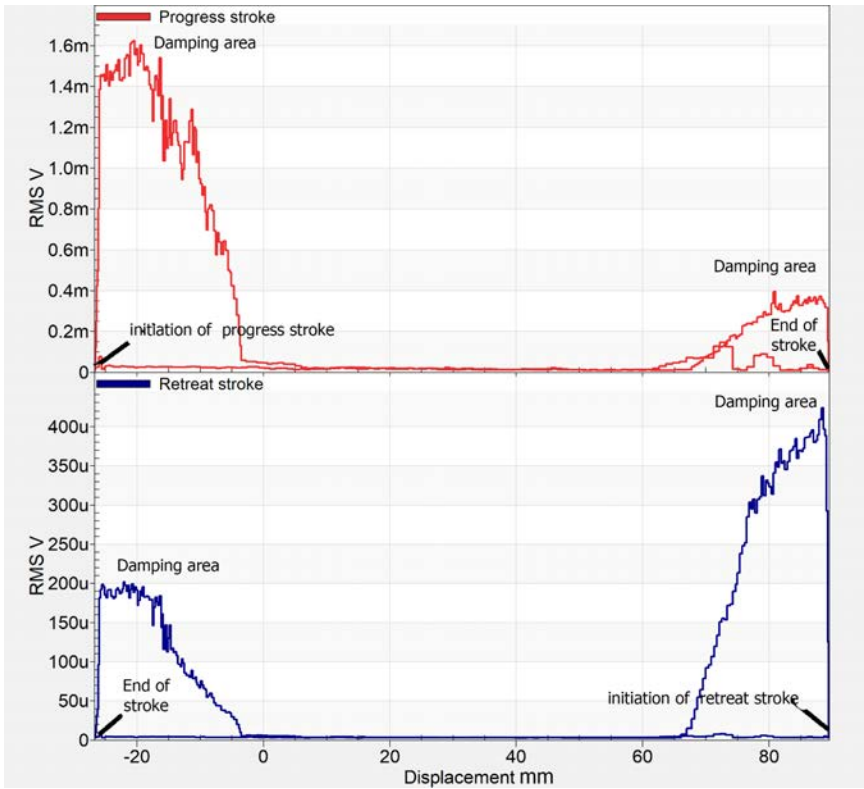 Progress stroke
Damping area
1.6m
1.4m
1.2m
1.0m
0.8m
0.6m
0.4m
0.2m
0
RMS V
Damping area
initiation of progress stroke
End of
stroke
Retreat stroke
Damping area
400u
350u
300u
250u
200u
150u
100u
50u
0
RMS V
Damping area
End of
stroke
initiation of retreat stroke
-20
0
20
40
60
80
Displacement mm